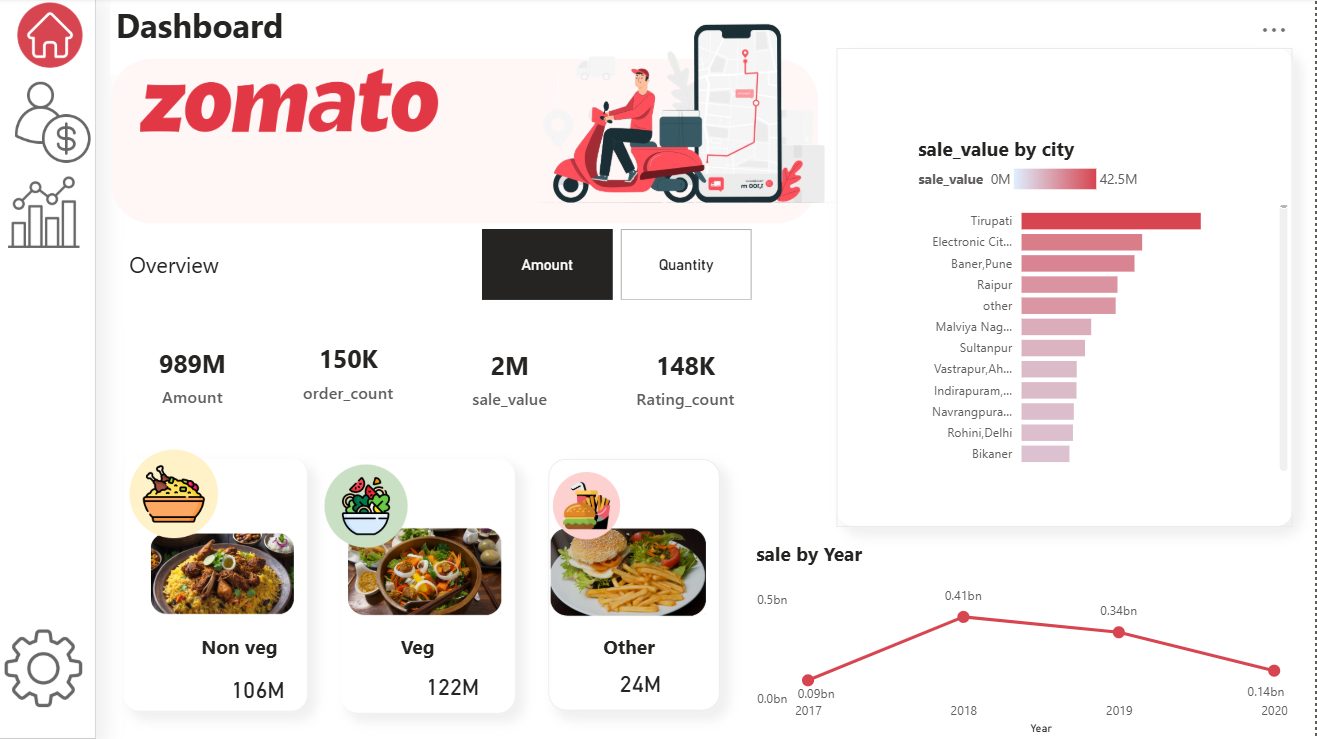 Dashboard
zomato
Overview
Amount
Quantity
989M
Amount
150K
order_count
2M
sale_value
148K
Rating_count
Non veg
106M
Veg
122M
Other
24M
sale_value by city
sale_value 0M 42.5M
Tirupati
Electronic Cit...
Baner,Pune
Raipur
other
Malviya Nag...
Sultanpur
Vastrapur,Ah...
Indirapuram,...
Navrangpura...
Rohini,Delhi
Bikaner
sale by Year
0.5bn
0.41bn
0.34bn
0.0bn
0.09bn
0.14bn
2017 2018 2019 2020
Year